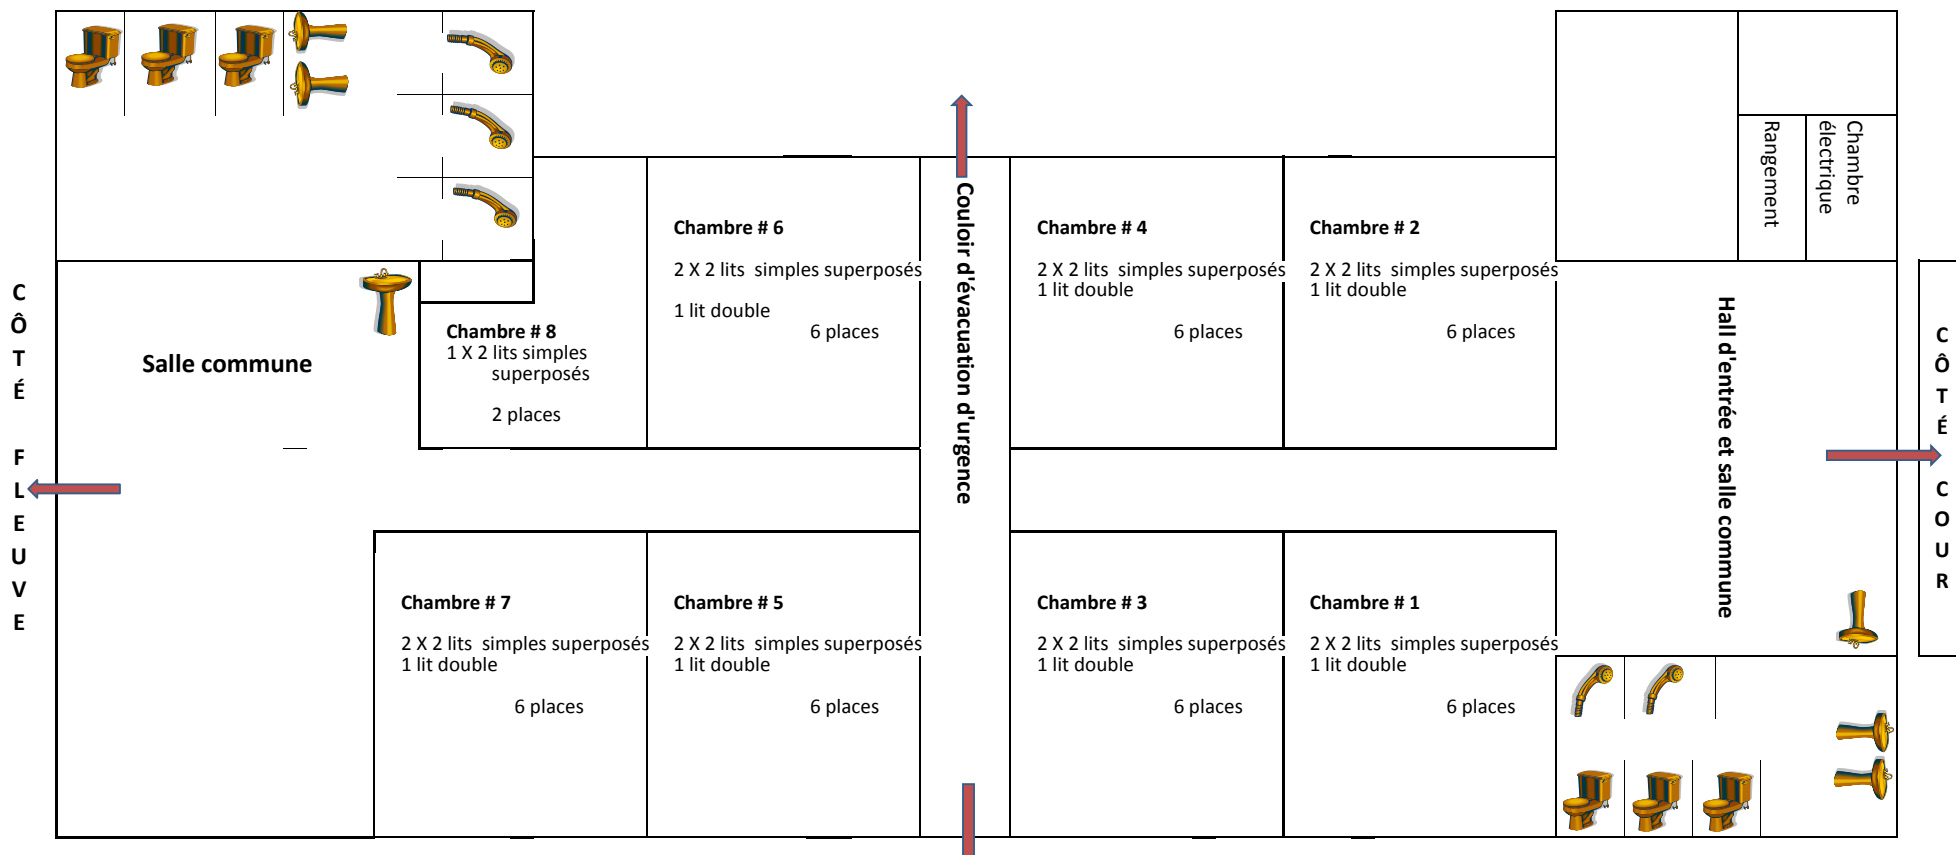 CÔTÉ FLEUVE
Salle commune
Chambre # 8
1 X 2 lits simples
superposés
2 places
Chambre # 6
2 X 2 lits simples superposés
1 lit double
6 places
Couloir d'évacuation d'urgence
Chambre # 4
2 X 2 lits simples superposés
1 lit double
6 places
Chambre # 2
2 X 2 lits simples superposés
1 lit double
6 places
Rangement
Chambre
électrique
Hall d'entrée et salle commune
CÔTÉ COUR
Chambre # 7
2 X 2 lits simples superposés
1 lit double
6 places
Chambre # 5
2 X 2 lits simples superposés
1 lit double
6 places
Chambre # 3
2 X 2 lits simples superposés
1 lit double
6 places
Chambre # 1
2 X 2 lits simples superposés
1 lit double
6 places